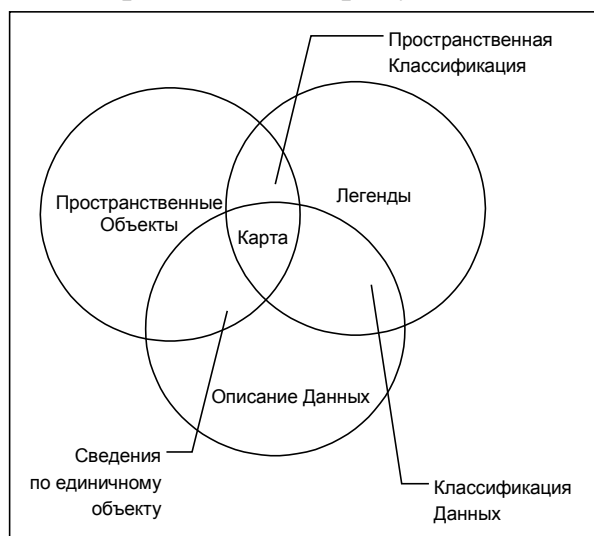 Пространственная
Классификация
Пространственные
Объекты
Легенды
Карта
Описание Данных
Сведения
по единичному
объекту
Классификация
Данных